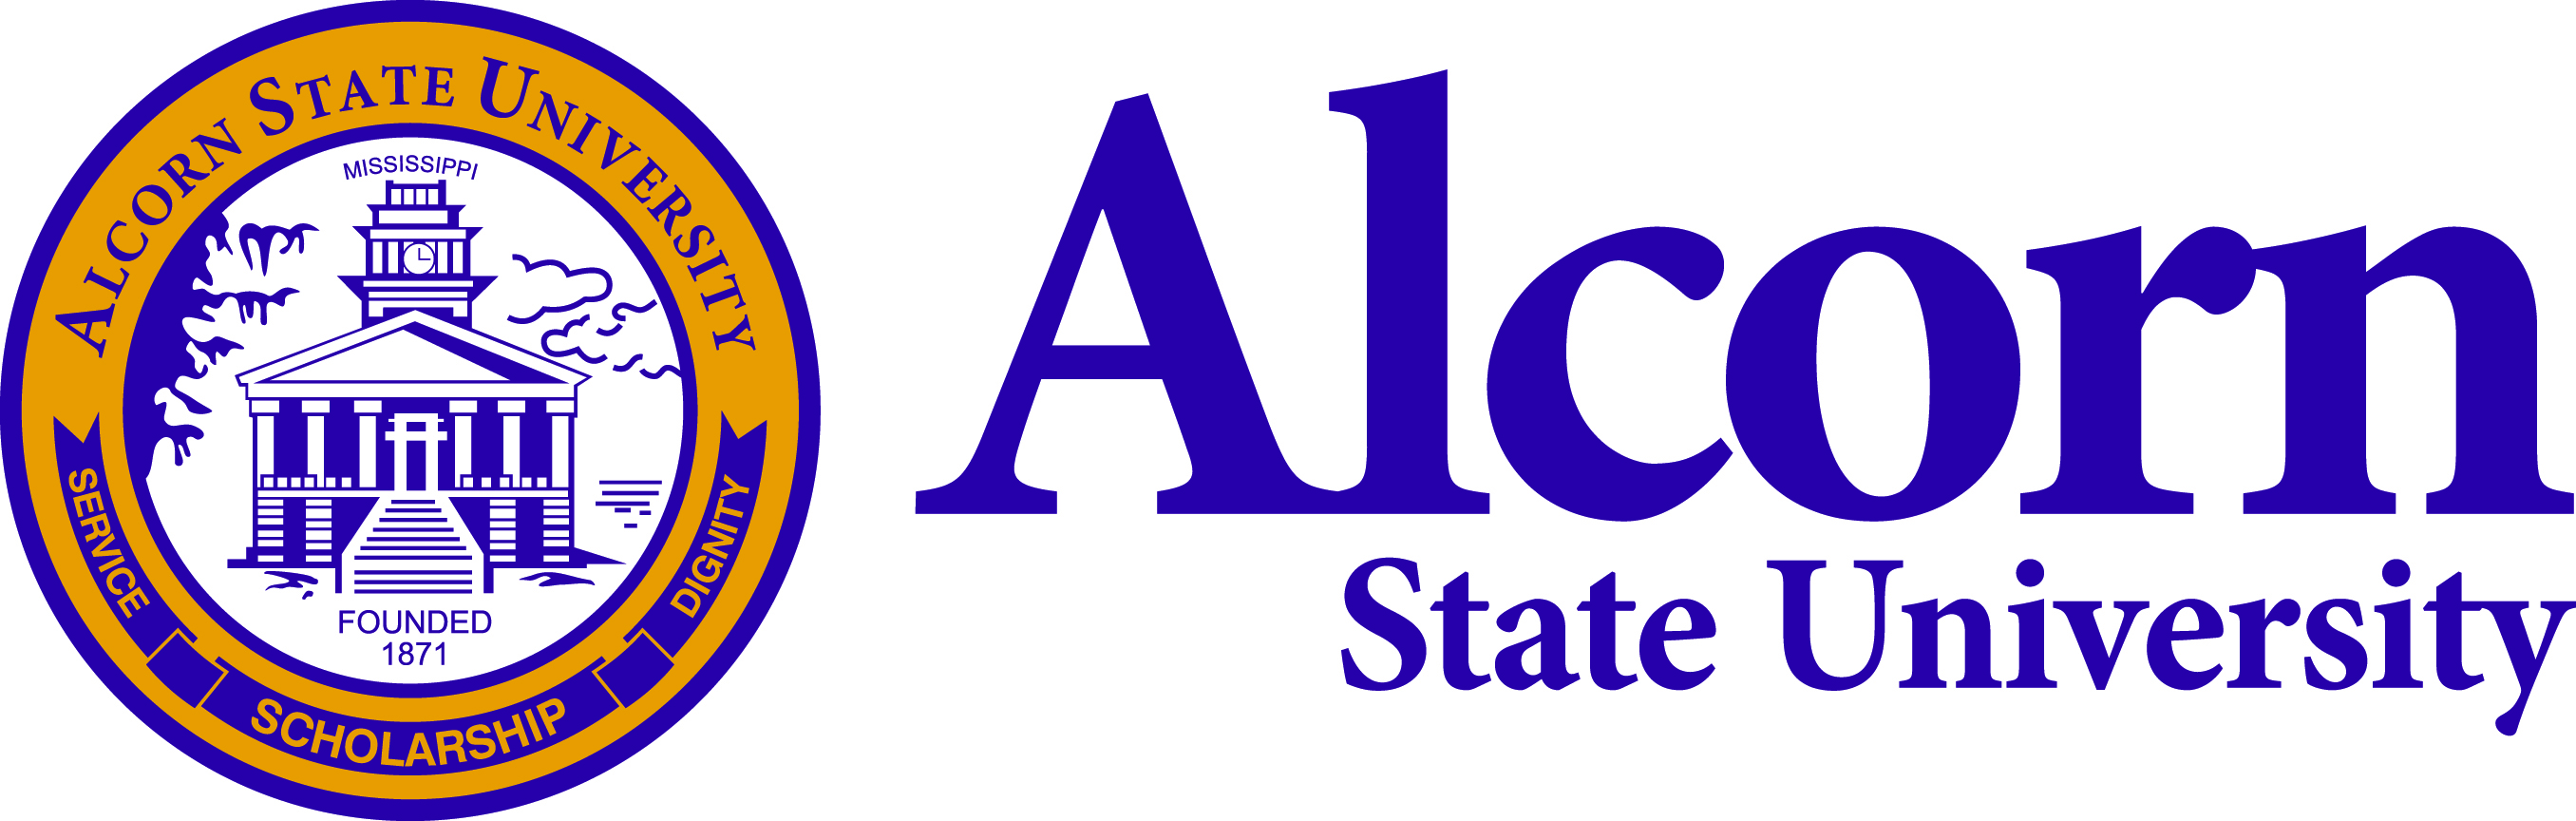 ALCORN STATE UNIVERSITY
MISSISSIPPI
FOUNDED
1871
SERVICE
SCHOLARSHIP
DIGNITY
Alcorn
State University